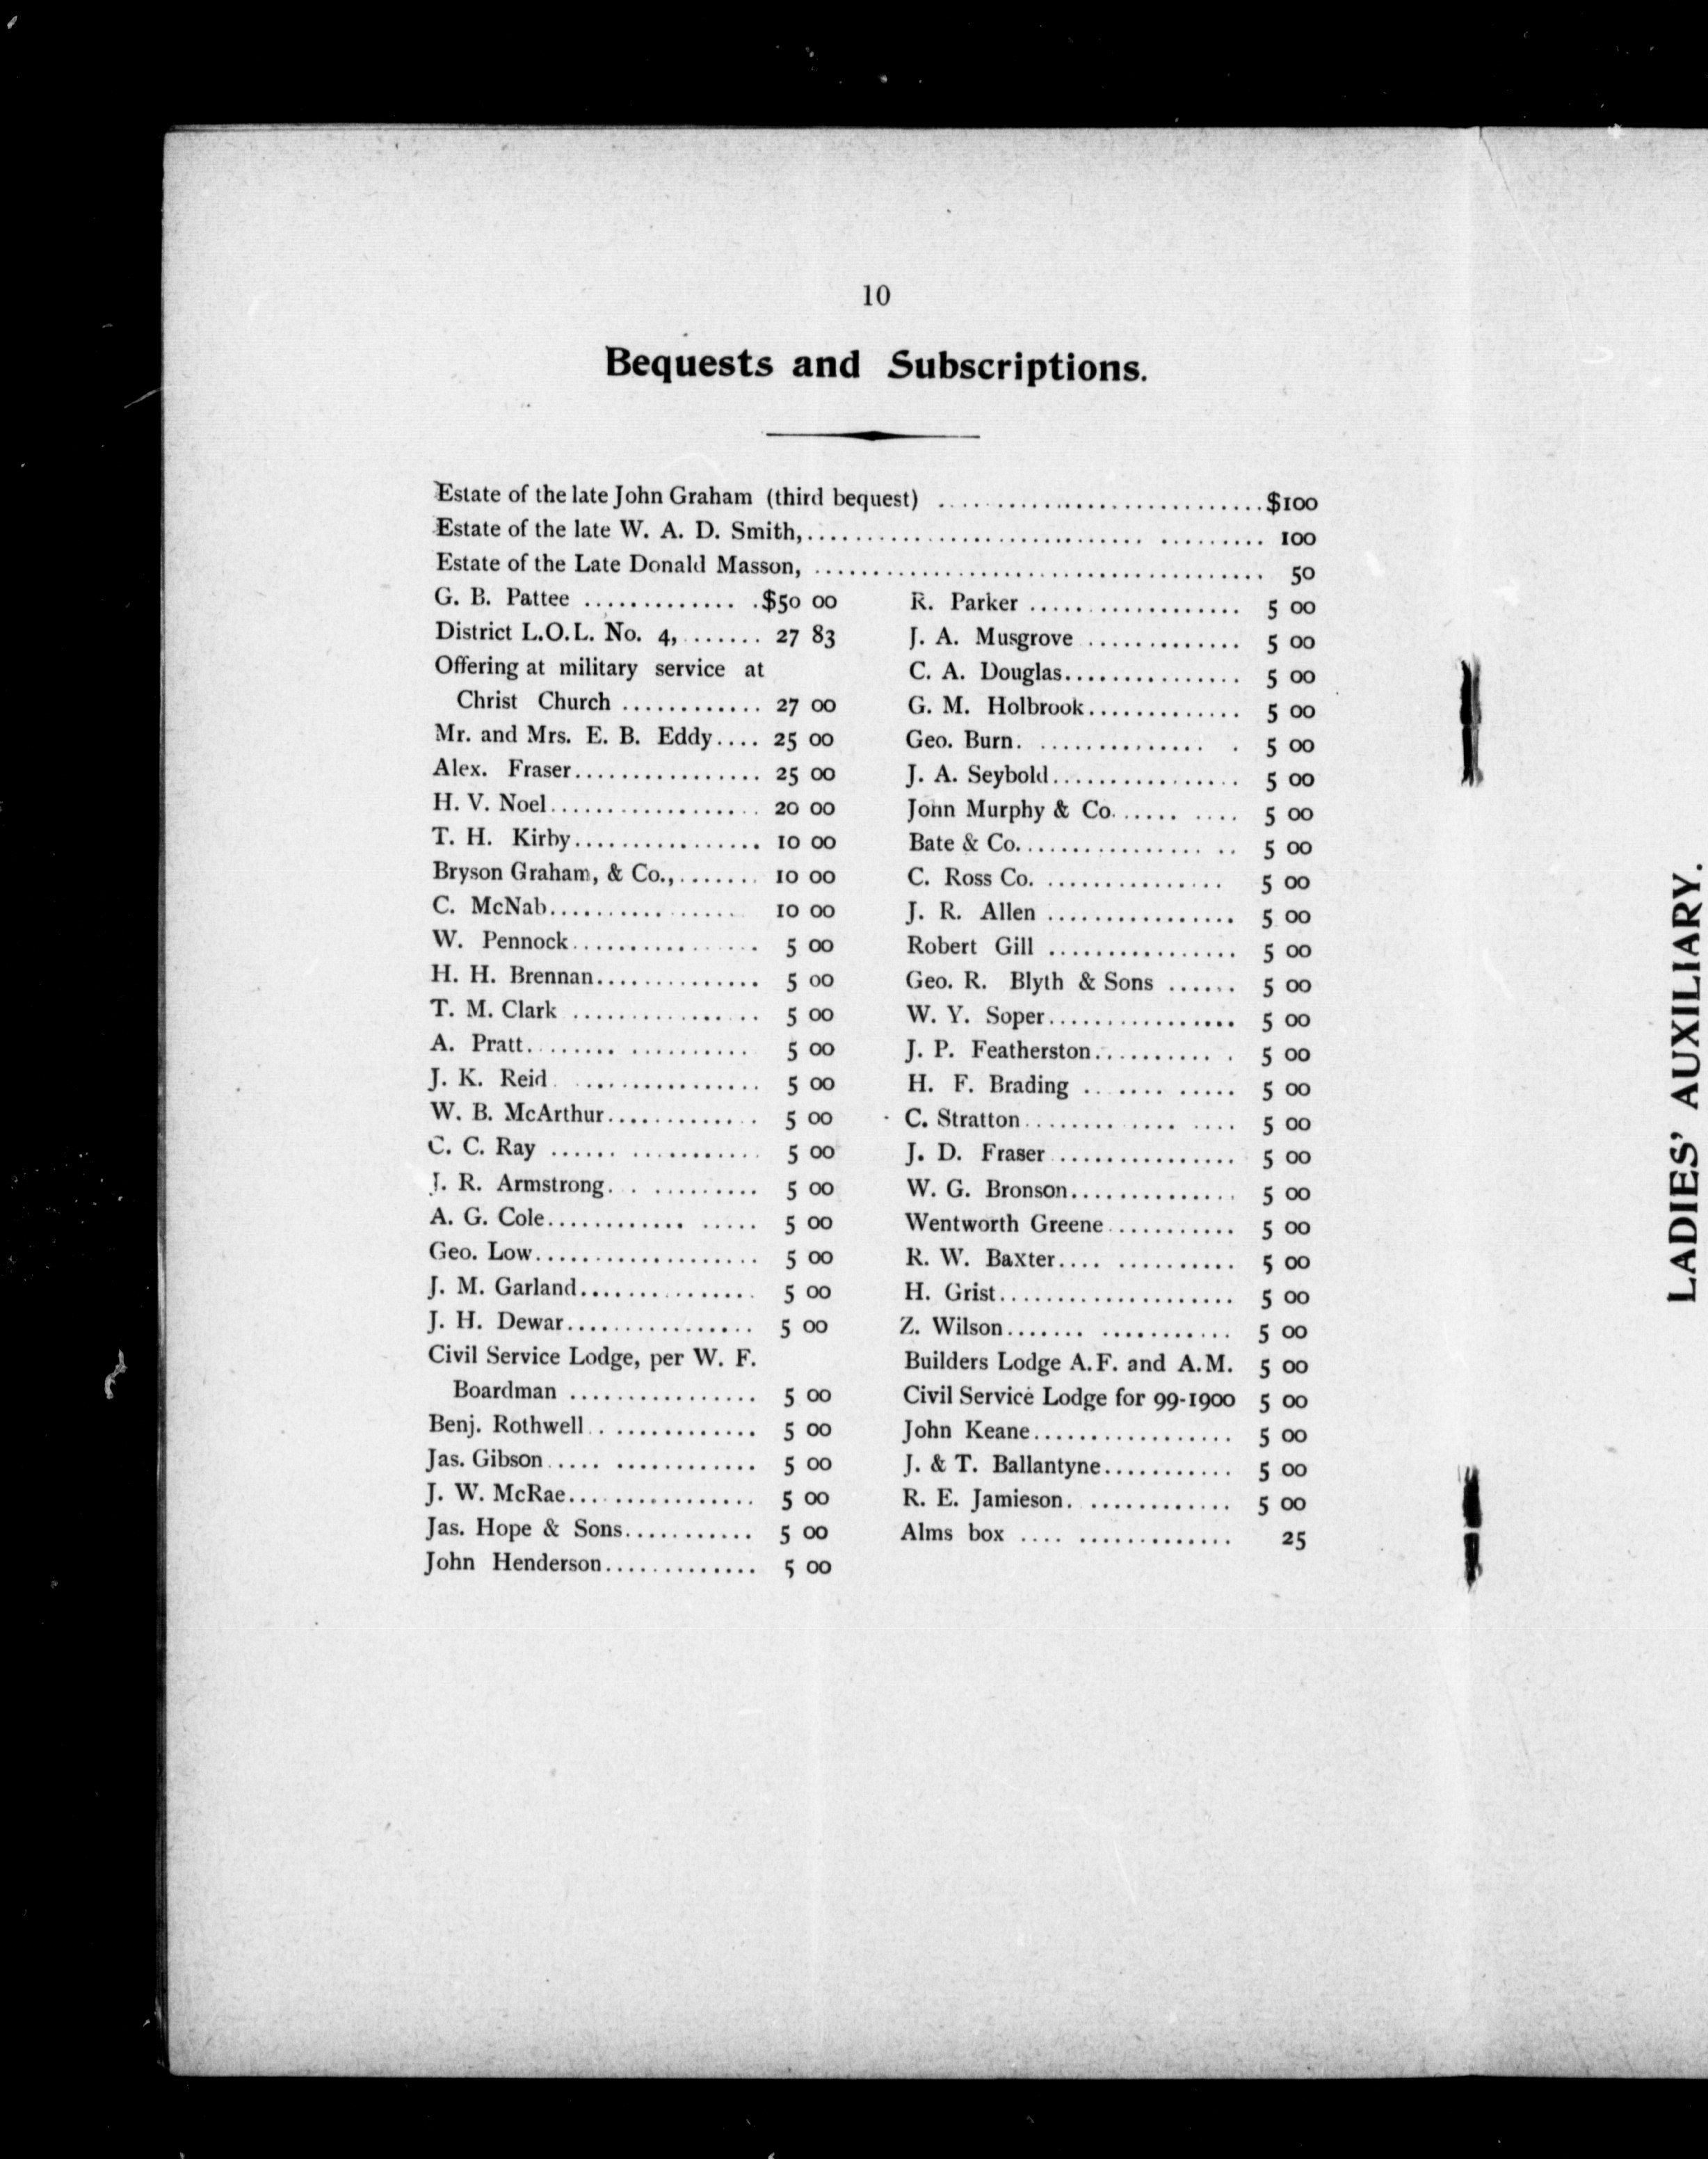 10
Bequests and Subscriptions.
Estate of the late John Graham (third bequest) ............................$100
Estate of the late W. A. D. Smith,...................................... 100
Estate of the Late Donald Masson, ...................................... 50
G. B. Pattee ..............$50 00
District L.O.L. No. 4,....... 27 83
Offering at military service at
Christ Church ............ 27 00
Mr. and Mrs. E. B. Eddy.... 25 00
Alex. Fraser................ 25 00
H. V. Noel.................. 20 00
T. H. Kirby................ 10 00
Bryson Graham, & Co.,....... 10 00
C. McNab................ 10 00
W. Pennock................ 5 00
H. H. Brennan.............. 5 00
T. M. Clark ................ 5 00
A. Pratt.................. 5 00
J. K. Reid ................ 5 00
W. B. McArthur............. 5 00
C. C. Ray .................. 5 00
J. R. Armstrong............ 5 00
A. G. Cole................. 5 00
Geo. Low................... 5 00
J. M. Garland............... 5 00
J. H. Dewar................ 5 00
Civil Service Lodge, per W. F.
Boardman ................ 5 00
Benj. Rothwell.............. 5 00
Jas. Gibson................. 5 00
J. W. McRae................ 5 00
Jas. Hope & Sons........... 5 00
John Henderson............. 5 00
R. Parker .................. 5 00
J. A. Musgrove ............. 5 00
C. A. Douglas............... 5 00
G. M. Holbrook............. 5 00
Geo. Burn. ................ 5 00
J. A. Seybold................ 5 00
John Murphy & Co.......... 5 00
Bate & Co.................. 5 00
C. Ross Co. ............... 5 00
J. R. Allen ................ 5 00
Robert Gill ................ 5 00
Geo. R. Blyth & Sons ...... 5 00
W. Y. Soper................ 5 00
J. P. Featherston............ 5 00
H. F. Brading ............ 5 00
C. Stratton................. 5 00
J. D. Fraser ............... 5 00
W. G. Bronson.............. 5 00
Wentworth Greene........... 5 00
R. W. Baxter.............. 5 00
H. Grist.................... 5 00
Z. Wilson.................. 5 00
Builders Lodge A.F. and A.M. 5 00
Civil Service Lodge for 99-1900 5 00
John Keane................. 5 00
J. & T. Ballantyne........... 5 00
R. E. Jamieson. ............ 5 00
Alms box .... ............. 25
LADIES' AUXILIARY.